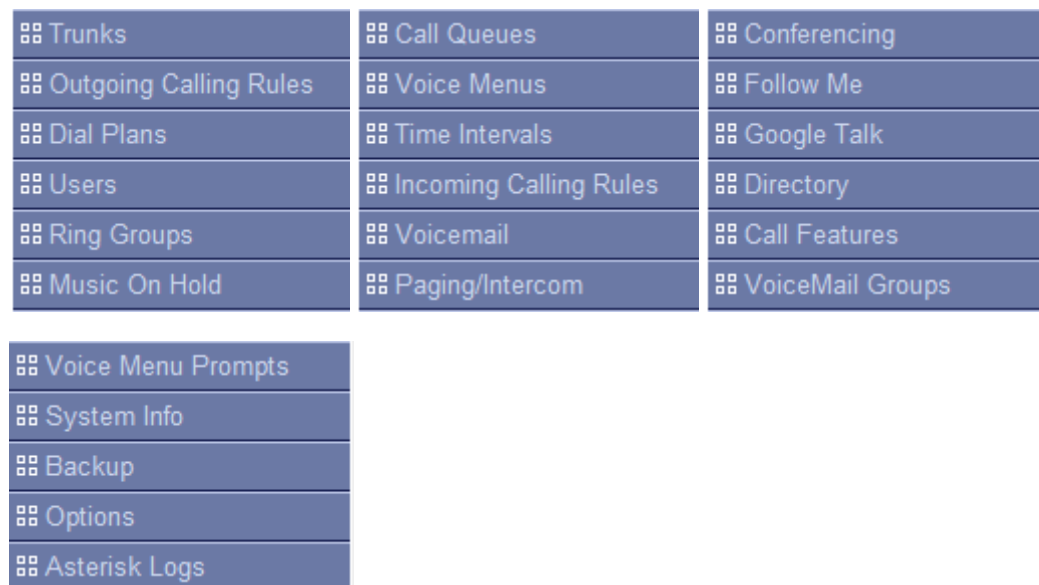 Trunks
Outgoing Calling Rules
Dial Plans
Users
Ring Groups
Music On Hold
Call Queues
Voice Menus
Time Intervals
Incoming Calling Rules
Voicemail
Paging/Intercom
Conferencing
Follow Me
Google Talk
Directory
Call Features
VoiceMail Groups
Voice Menu Prompts
System Info
Backup
Options
Asterisk Logs